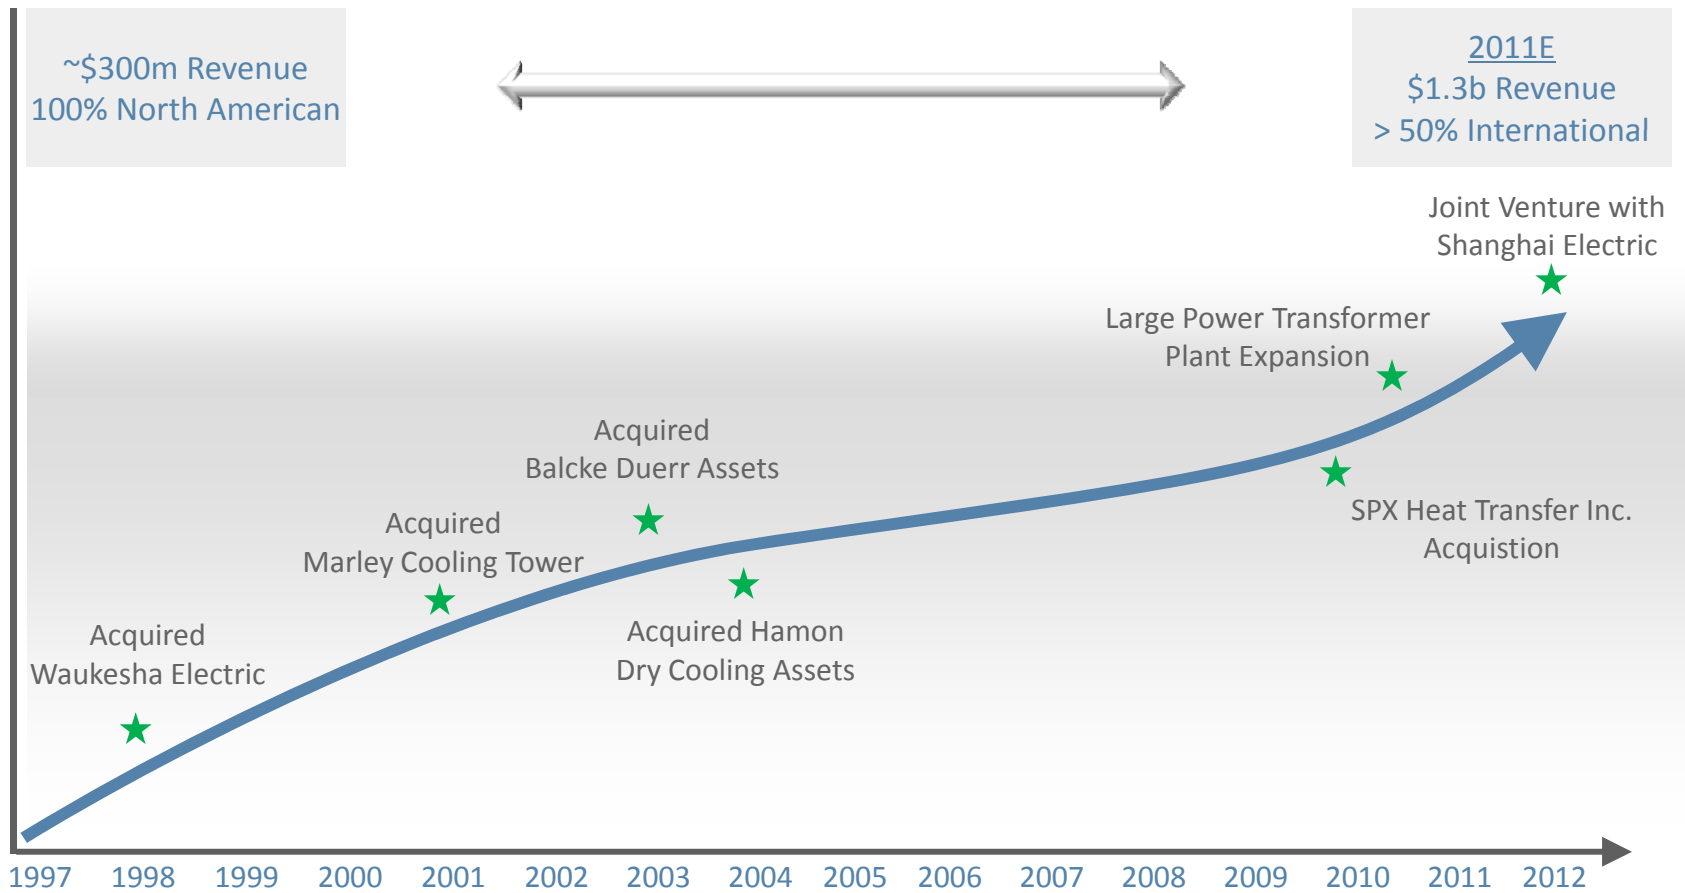 ~$300m Revenue
100% North American
2011E
$1.3b Revenue
> 50% International
Joint Venture with
Shanghai Electric
Large Power Transformer
Plant Expansion
Acquired
Balcke Duerr Assets
SPX Heat Transfer Inc.
Acquistion
Acquired
Marley Cooling Tower
Acquired Hamon
Dry Cooling Assets
Acquired
Waukesha Electric
1997 1998 1999 2000 2001 2002 2003 2004 2005 2006 2007 2008 2009 2010 2011 2012